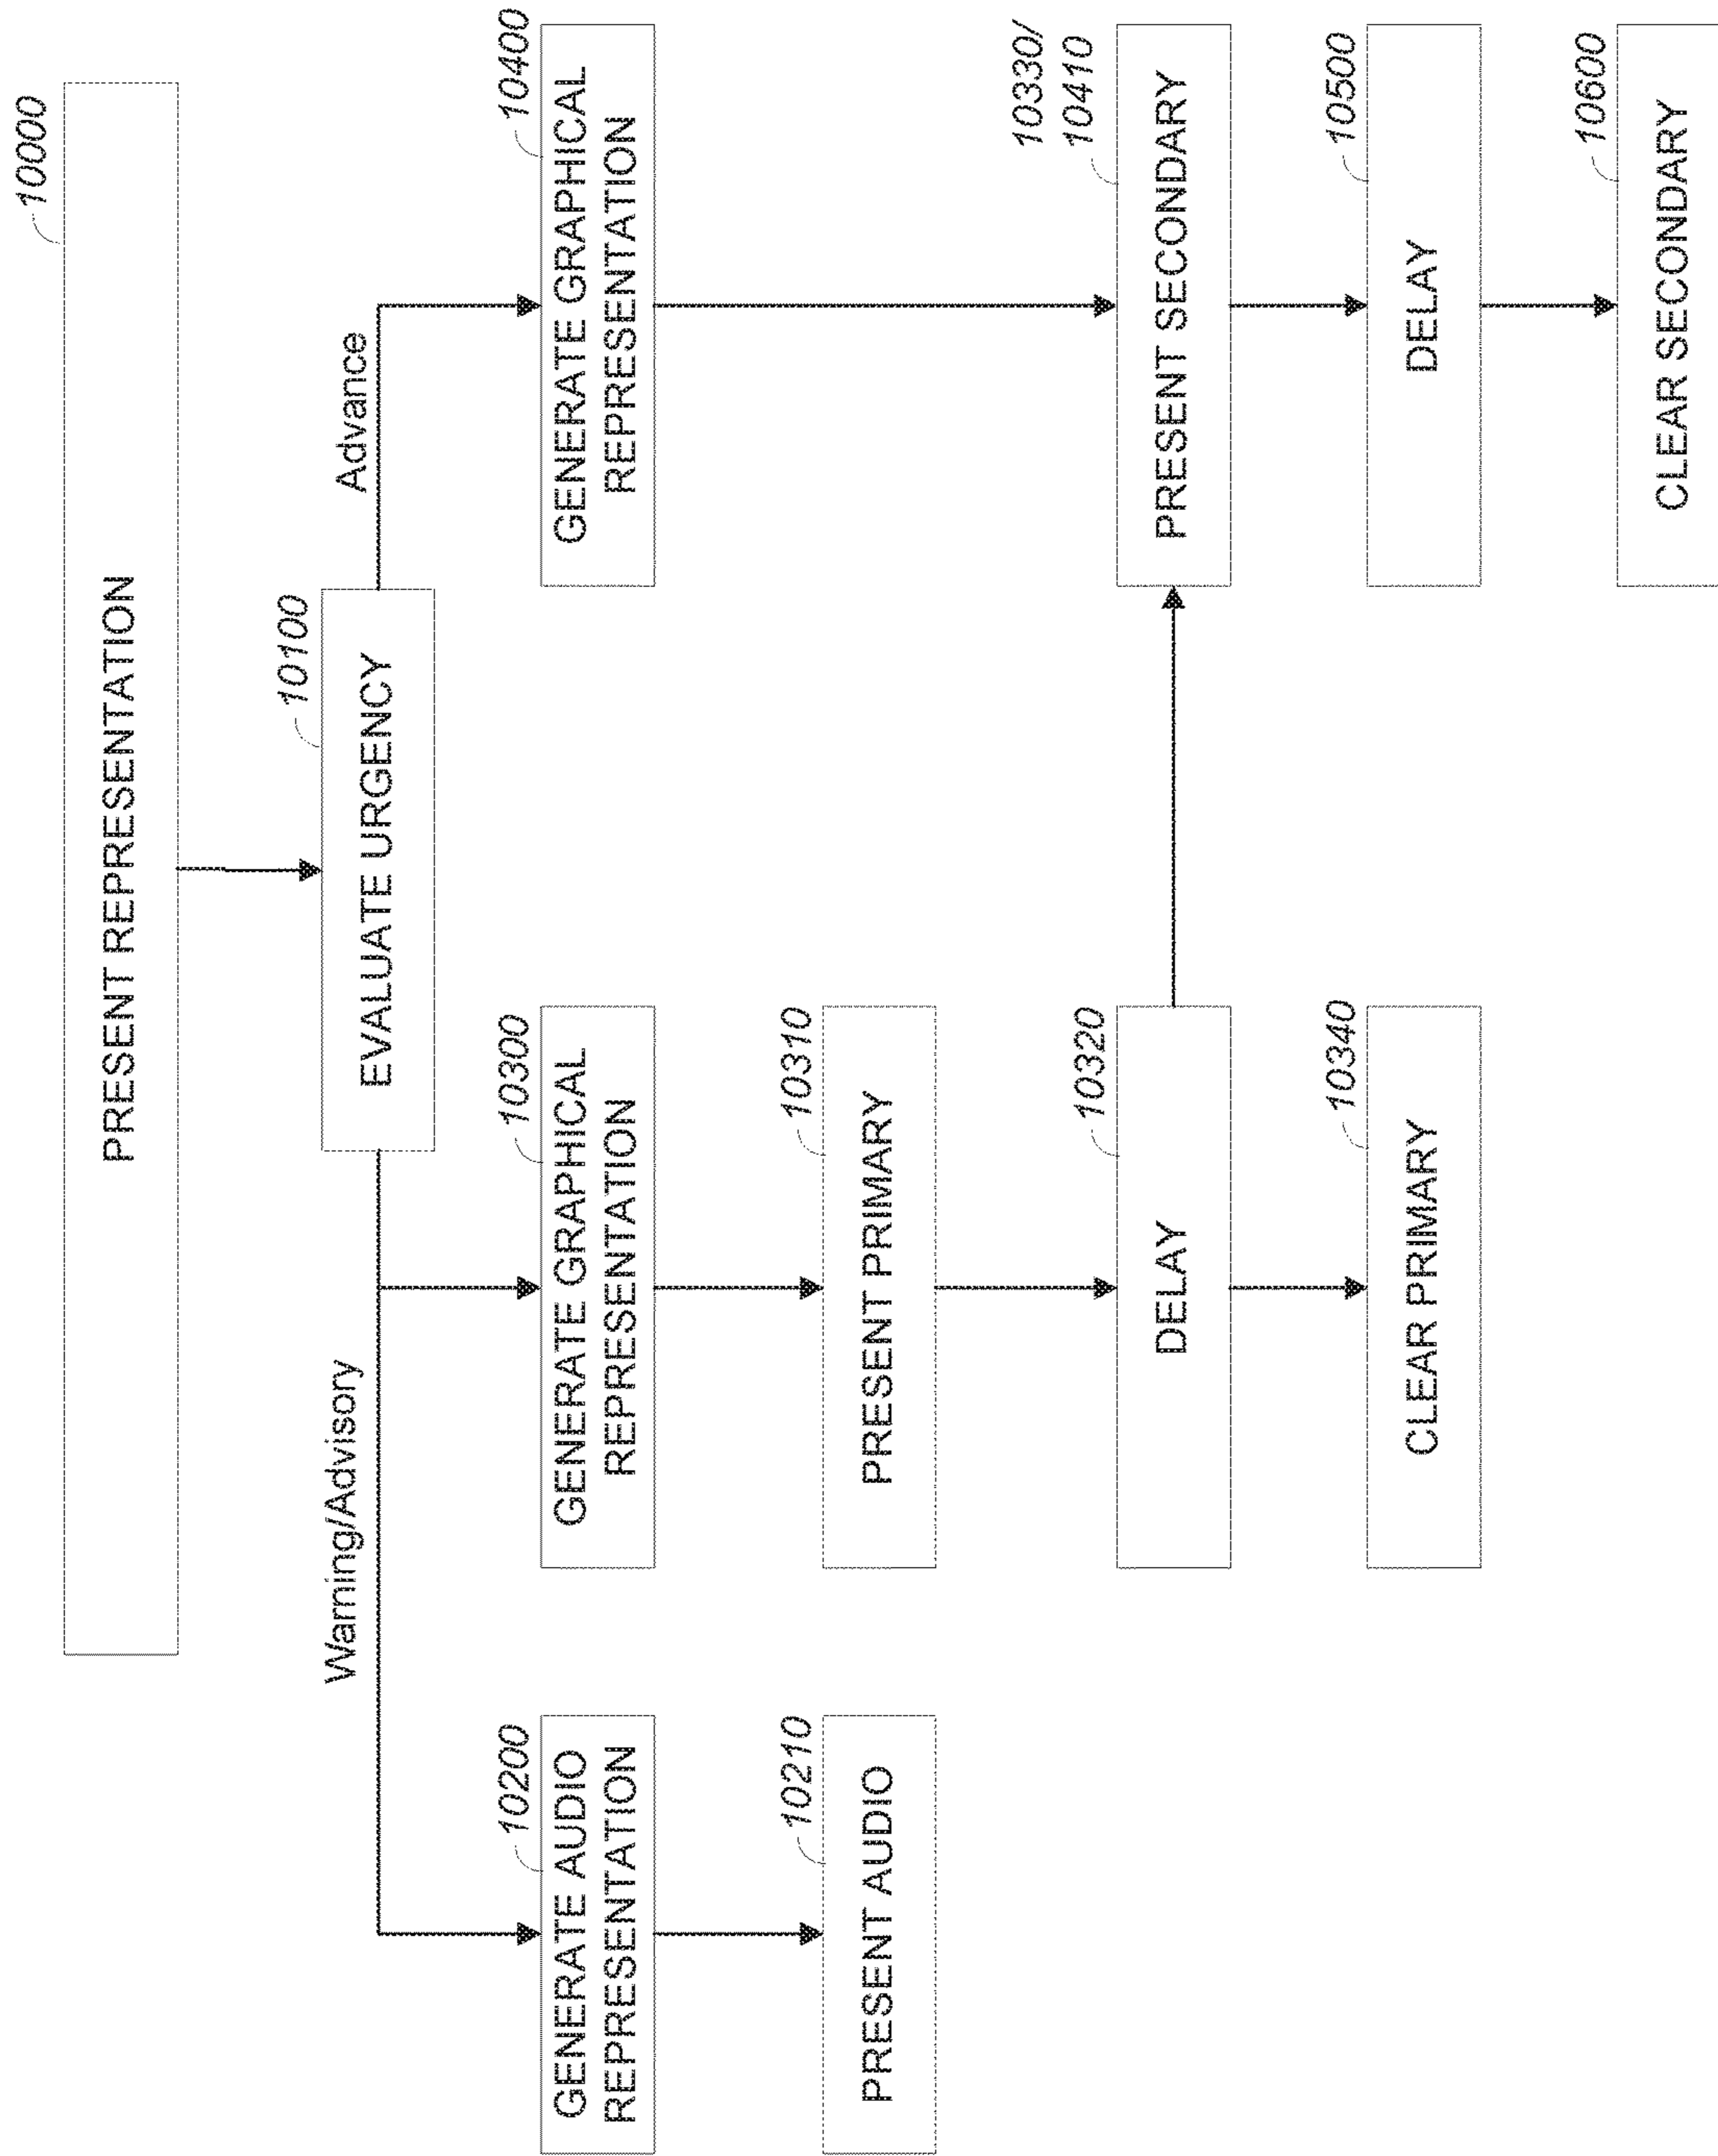 10000
PRESENT REPRESENTATION
10100
EVALUATE URGENCY
Warning/Advisory
Advance
10200
GENERATE AUDIO
REPRESENTATION
10300
GENERATE GRAPHICAL
REPRESENTATION
10400
GENERATE GRAPHICAL
REPRESENTATION
10210
PRESENT AUDIO
10310
PRESENT PRIMARY
10320
DELAY
10330/
10410
PRESENT SECONDARY
10340
CLEAR PRIMARY
10500
DELAY
10600
CLEAR SECONDARY